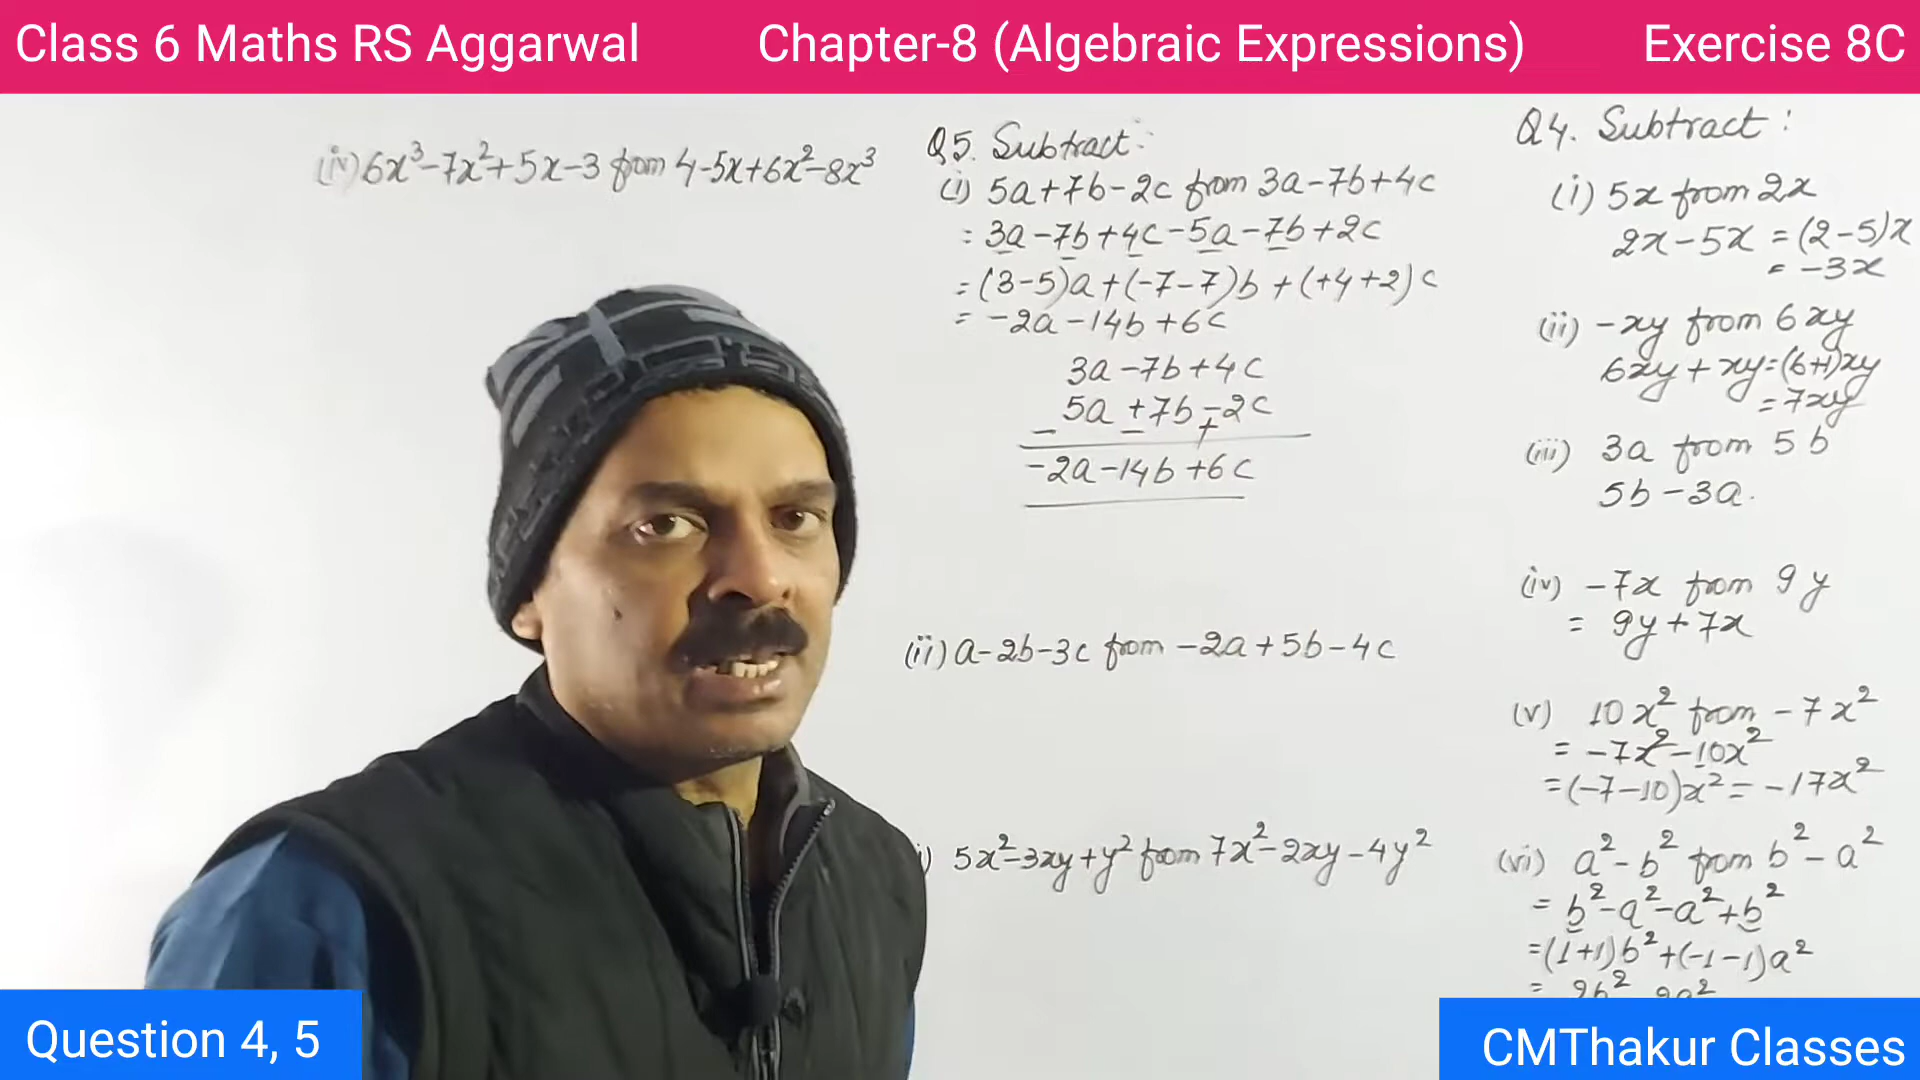 Class 6 Maths RS Aggarwal Chapter-8 (Algebraic Expressions) Exercise 8C
(iv) 6x³-7x²+5x-3 from 4-5x+6x²-8x³
Q5. Subtract:
(i) 5a+7b-2c from 3a-7b+4c
= 3a-7b+4c-5a-7b+2c
= (3-5)a+(-7-7)b+(+4+2)c
= -2a-14b+6c
3a-7b+4c
5a+7b-2c
- - +
-2a-14b+6c
(ii) a-2b-3c from -2a+5b-4c
i) 5x²-3xy+y² from 7x²-2xy-4y²
Q4. Subtract:
(i) 5x from 2x
2x-5x = (2-5)x
= -3x
(ii) -xy from 6xy
6xy+xy=(6+1)xy
= 7xy
(iii) 3a from 5b
5b-3a.
(iv) -7x from 9y
= 9y+7x
(v) 10x² from -7x²
= -7x²-10x²
=(-7-10)x² = -17x²
(vi) a²-b² from b²-a²
= b²-a²-a²+b²
=(1+1)b²+(-1-1)a²
= 2b² 2a²
Question 4, 5
CMThakur Classes